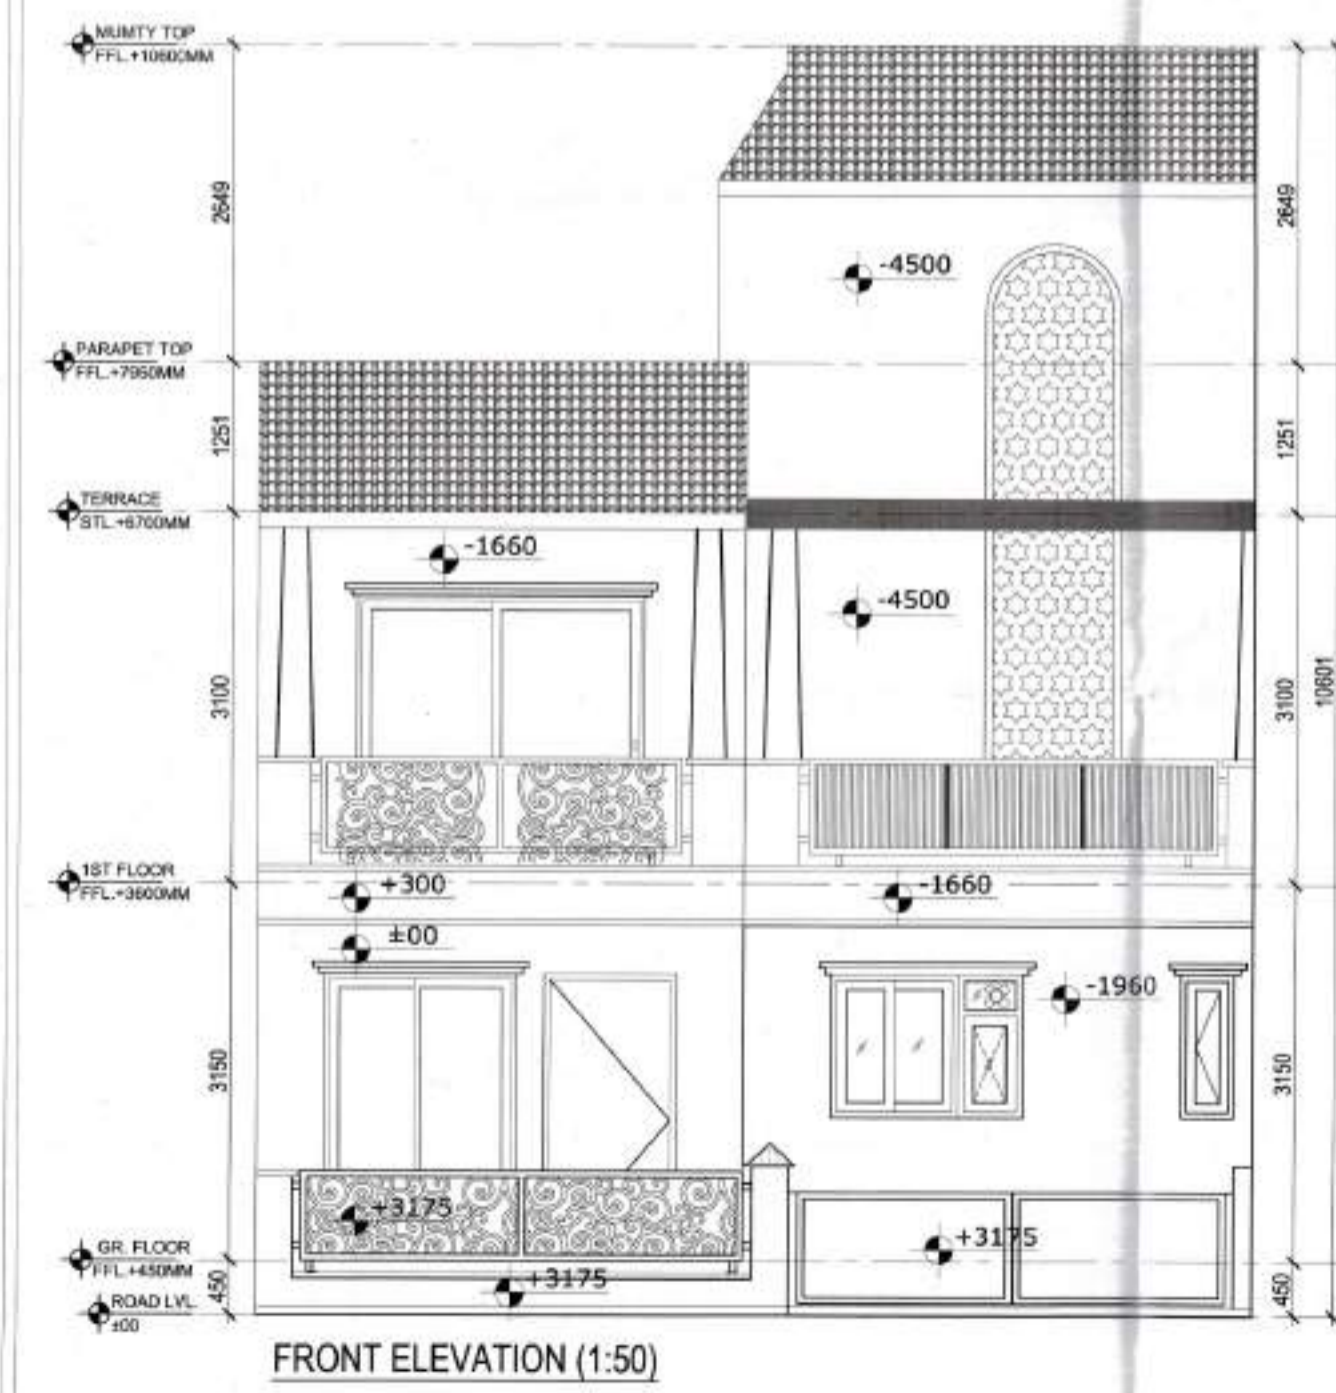 MUMTY TOP
FFL.+10600MM
2649
2649
-4500
PARAPET TOP
FFL.+7950MM
1251
1251
TERRACE
STL.+6700MM
-1660
-4500
3100
3100
10601
1ST FLOOR
FFL.+3600MM
+300
-1660
±00
-1960
3150
3150
+3175
+3175
GR. FLOOR
FFL.+450MM
+3175
450
450
ROAD LVL
±00
FRONT ELEVATION (1:50)